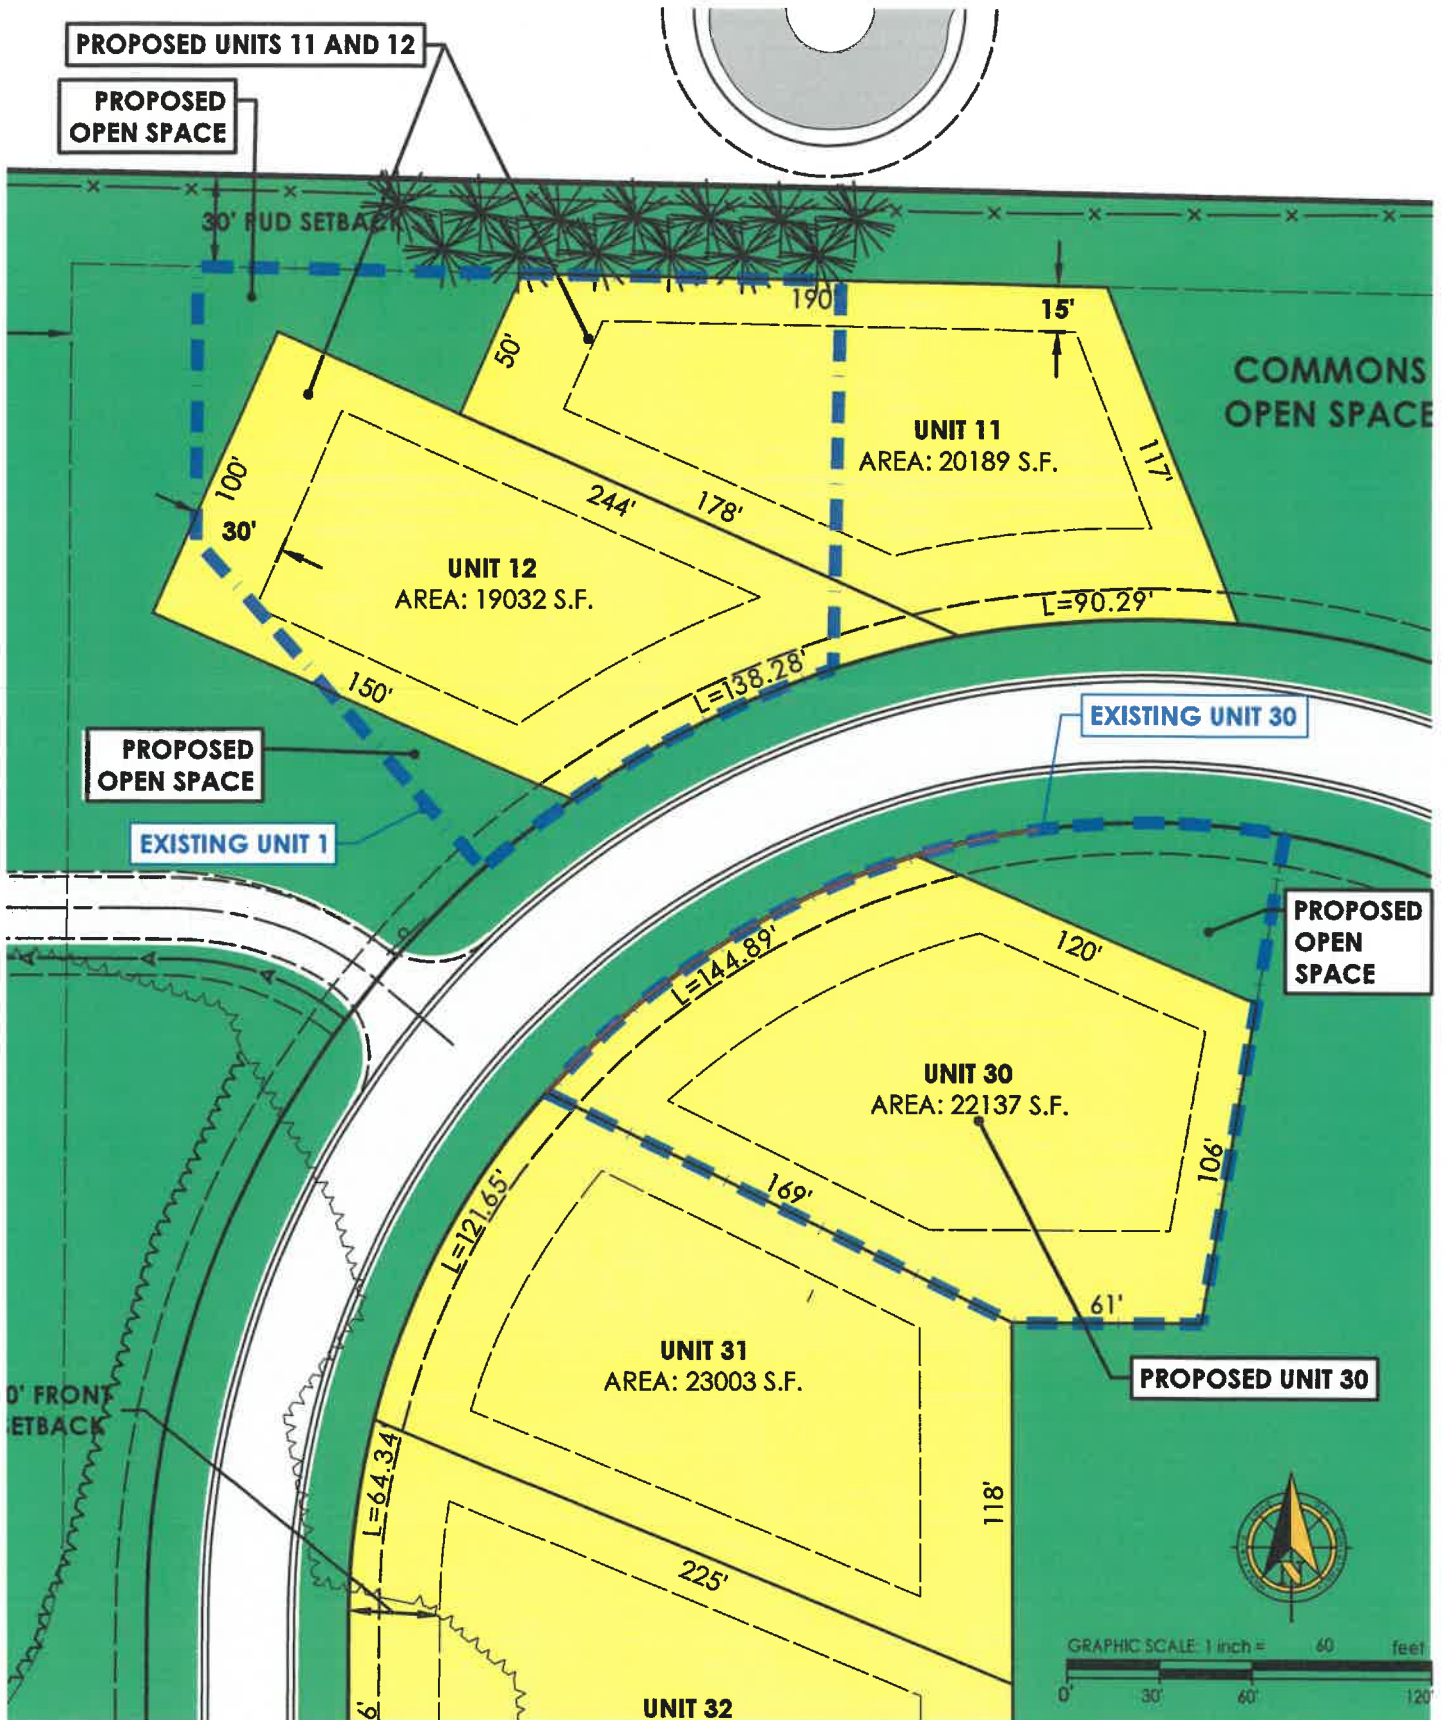 PROPOSED UNITS 11 AND 12
PROPOSED
OPEN SPACE
30' PUD SETBACK
190'
15'
50'
COMMONS
OPEN SPACE
UNIT 11
AREA: 20189 S.F.
117'
100'
30'
244'
178'
UNIT 12
AREA: 19032 S.F.
L=90.29'
L=138.28'
150'
EXISTING UNIT 30
PROPOSED
OPEN SPACE
EXISTING UNIT 1
PROPOSED
OPEN
SPACE
120'
L=144.89'
UNIT 30
AREA: 22137 S.F.
106'
169'
L=121.65'
61'
UNIT 31
AREA: 23003 S.F.
PROPOSED UNIT 30
0' FRONT
SETBACK
L=64.34'
118'
225'
N
GRAPHIC SCALE: 1 inch = 60 feet
0' 30' 60' 120'
6'
UNIT 32